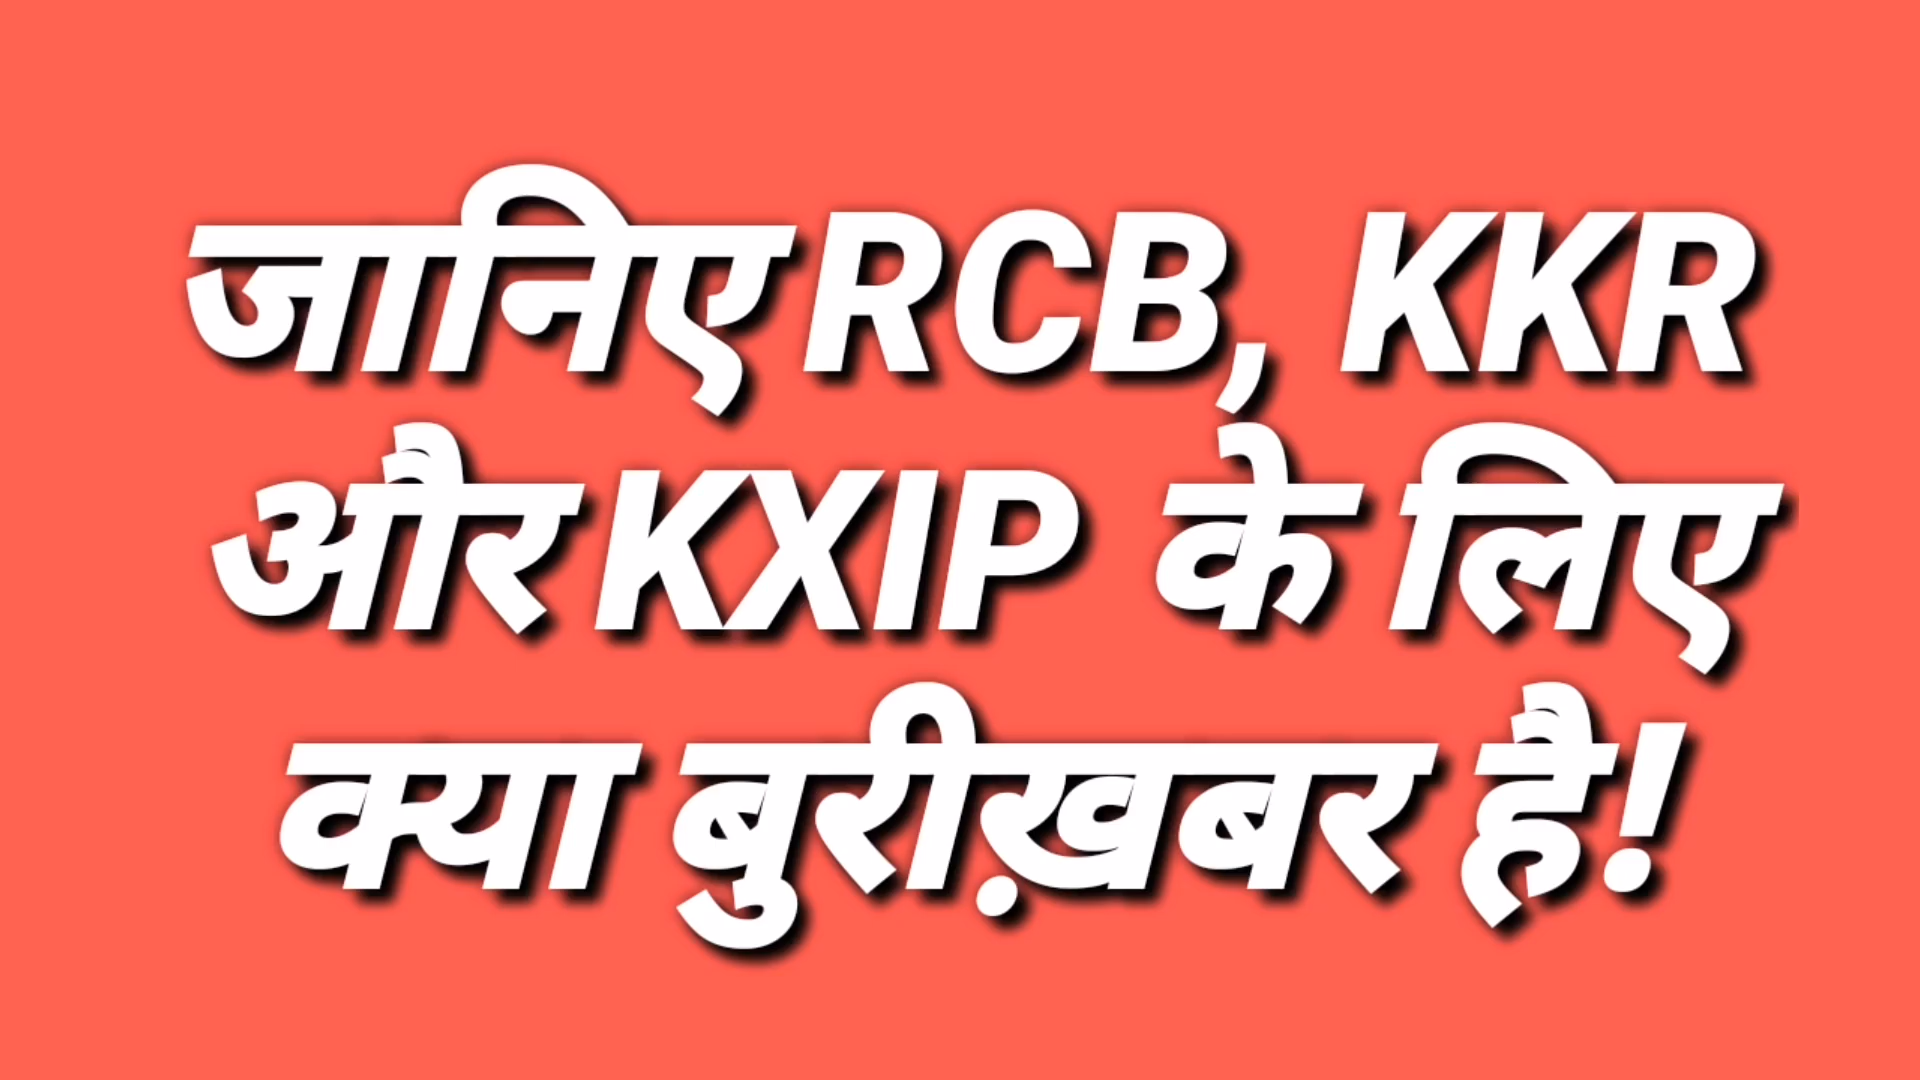 जानिए RCB, KKR
और KXIP के लिए
क्या बुरीख़बर है!